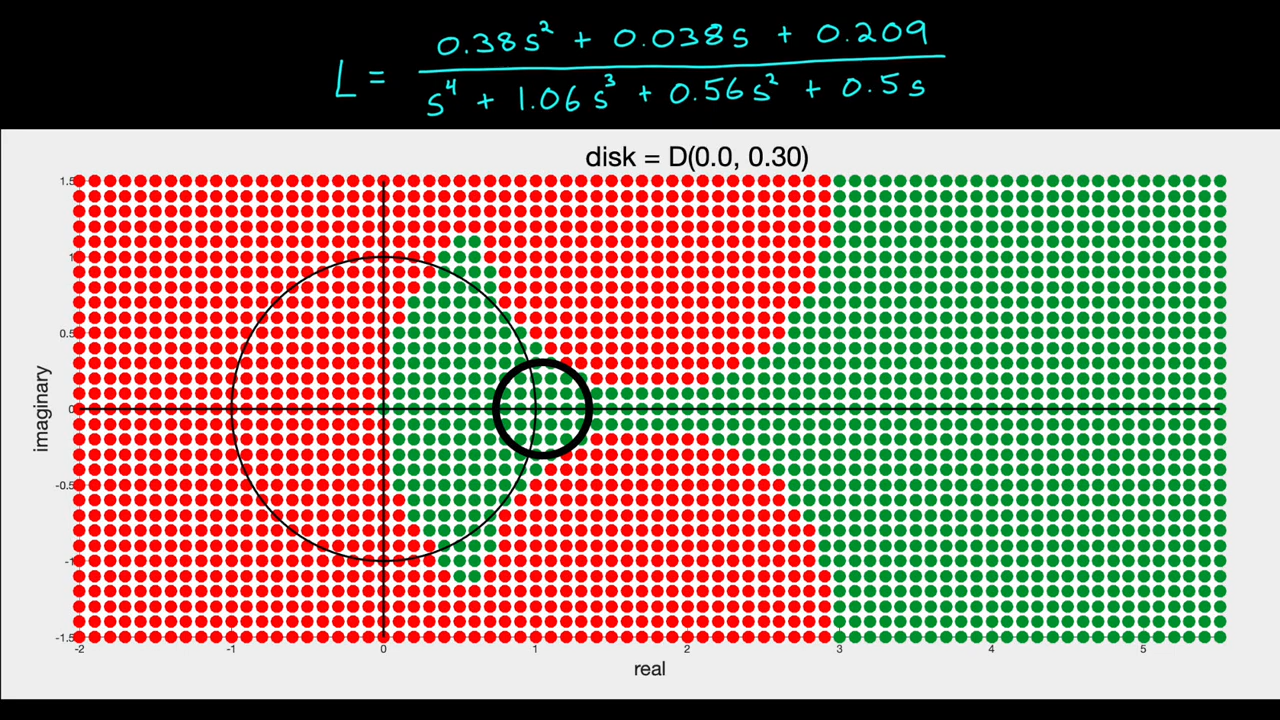 L = (0.38s² + 0.038s + 0.209) / (s⁴ + 1.06s³ + 0.56s² + 0.5s)
disk = D(0.0, 0.30)
1.5
1
0.5
0
-0.5
-1
-1.5
imaginary
-2 -1 0 1 2 3 4 5
real